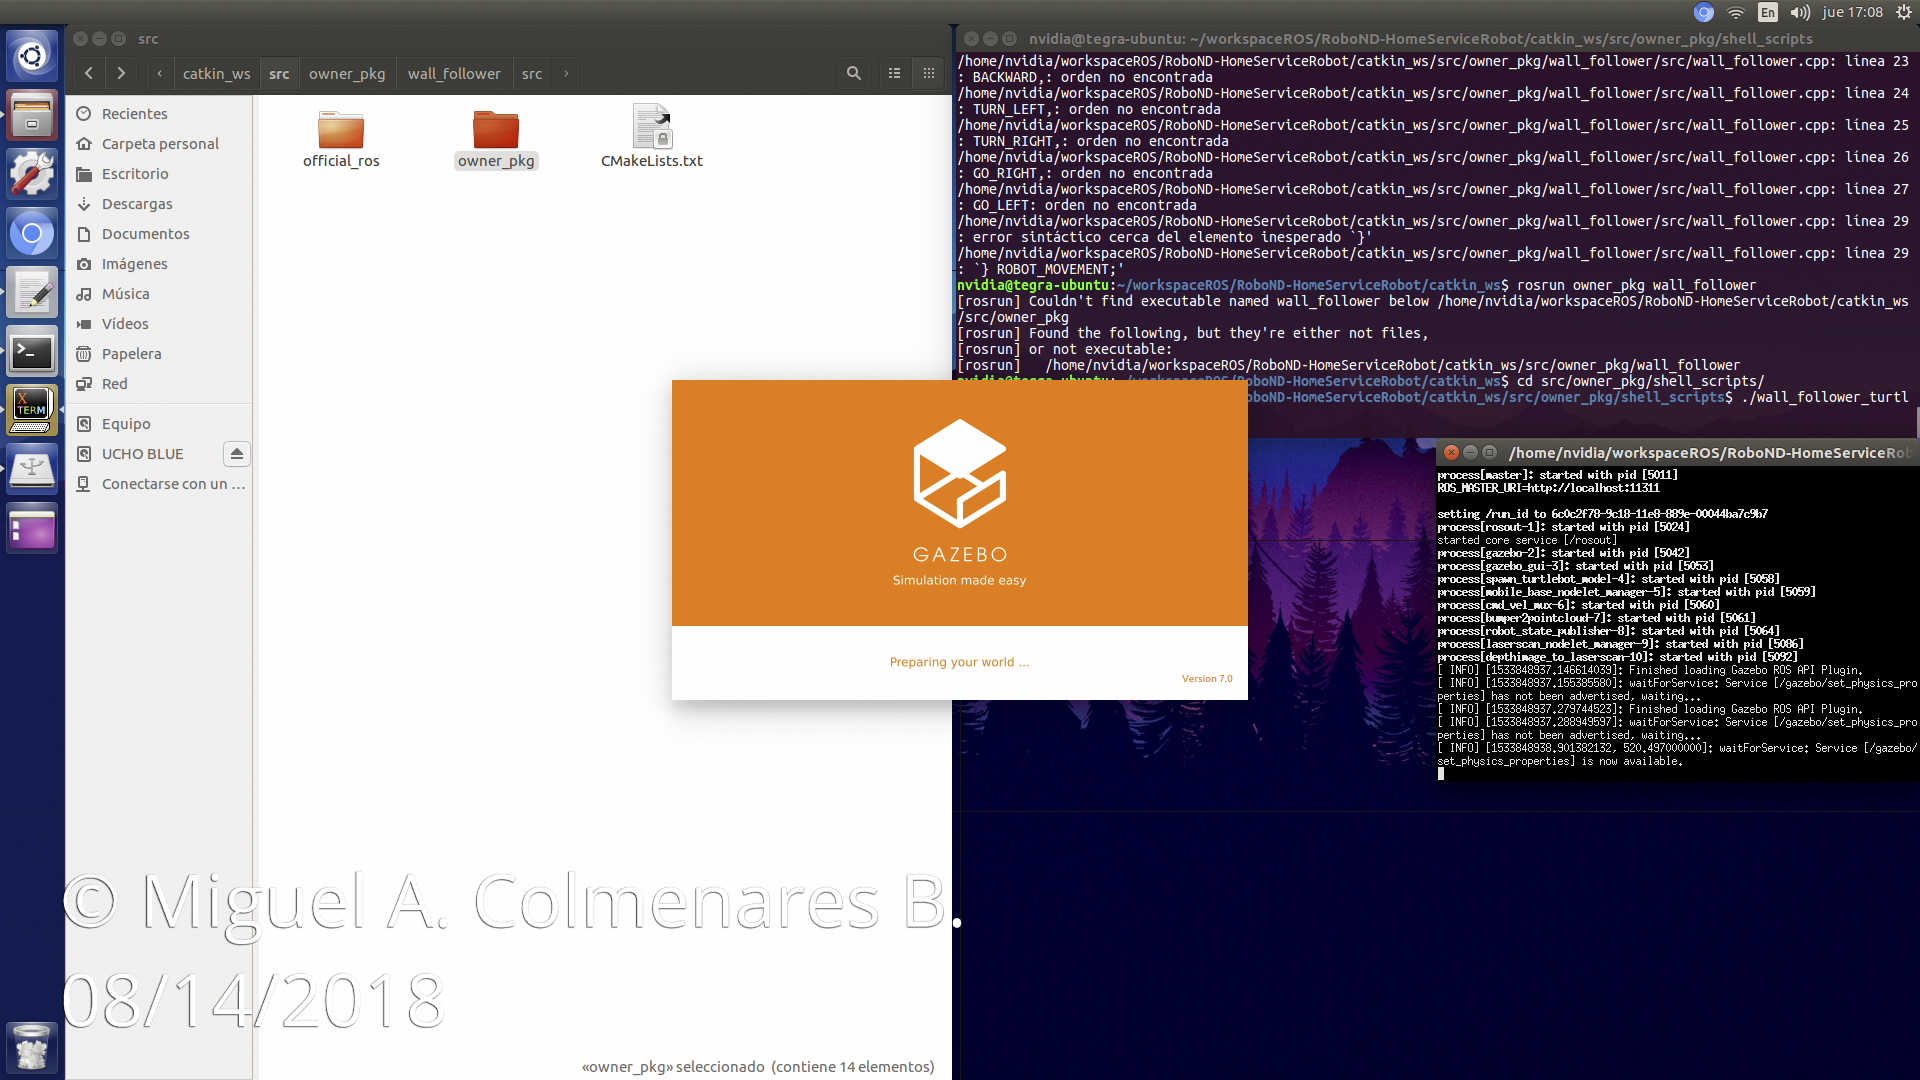 En
jue 17:08
src
catkin_ws
src
owner_pkg
wall_follower
src
Recientes
Carpeta personal
Escritorio
Descargas
Documentos
Imágenes
Música
Vídeos
Papelera
Red
Equipo
UCHO BLUE
Conectarse con un ...
official_ros
owner_pkg
CMakeLists.txt
«owner_pkg» seleccionado (contiene 14 elementos)
X
TERM
nvidia@tegra-ubuntu: ~/workspaceROS/RoboND-HomeServiceRobot/catkin_ws/src/owner_pkg/shell_scripts
/home/nvidia/workspaceROS/RoboND-HomeServiceRobot/catkin_ws/src/owner_pkg/wall_follower/src/wall_follower.cpp: línea 23
: BACKWARD,: orden no encontrada
/home/nvidia/workspaceROS/RoboND-HomeServiceRobot/catkin_ws/src/owner_pkg/wall_follower/src/wall_follower.cpp: línea 24
: TURN_LEFT,: orden no encontrada
/home/nvidia/workspaceROS/RoboND-HomeServiceRobot/catkin_ws/src/owner_pkg/wall_follower/src/wall_follower.cpp: línea 25
: TURN_RIGHT,: orden no encontrada
/home/nvidia/workspaceROS/RoboND-HomeServiceRobot/catkin_ws/src/owner_pkg/wall_follower/src/wall_follower.cpp: línea 26
: GO_RIGHT,: orden no encontrada
/home/nvidia/workspaceROS/RoboND-HomeServiceRobot/catkin_ws/src/owner_pkg/wall_follower/src/wall_follower.cpp: línea 27
: GO_LEFT: orden no encontrada
/home/nvidia/workspaceROS/RoboND-HomeServiceRobot/catkin_ws/src/owner_pkg/wall_follower/src/wall_follower.cpp: línea 29
: error sintáctico cerca del elemento inesperado `}'
/home/nvidia/workspaceROS/RoboND-HomeServiceRobot/catkin_ws/src/owner_pkg/wall_follower/src/wall_follower.cpp: línea 29
: `} ROBOT_MOVEMENT;'
nvidia@tegra-ubuntu:~/workspaceROS/RoboND-HomeServiceRobot/catkin_ws$ rosrun owner_pkg wall_follower
[rosrun] Couldn't find executable named wall_follower below /home/nvidia/workspaceROS/RoboND-HomeServiceRobot/catkin_ws
/src/owner_pkg
[rosrun] Found the following, but they're either not files,
[rosrun] or not executable:
[rosrun]   /home/nvidia/workspaceROS/RoboND-HomeServiceRobot/catkin_ws/src/owner_pkg/wall_follower
oboND-HomeServiceRobot/catkin_ws$ cd src/owner_pkg/shell_scripts/
oboND-HomeServiceRobot/catkin_ws/src/owner_pkg/shell_scripts$ ./wall_follower_turtl
GAZEBO
Simulation made easy
Preparing your world ...
Version 7.0
/home/nvidia/workspaceROS/RoboND-HomeServiceRob
process[master]: started with pid [5011]
ROS_MASTER_URI=http://localhost:11311
setting /run_id to 6c0c2f78-9c18-11e8-889e-00044ba7c9b7
process[rosout-1]: started with pid [5024]
started core service [/rosout]
process[gazebo-2]: started with pid [5042]
process[gazebo_gui-3]: started with pid [5053]
process[spawn_turtlebot_model-4]: started with pid [5058]
process[mobile_base_nodelet_manager-5]: started with pid [5059]
process[cmd_vel_mux-6]: started with pid [5060]
process[bumper2pointcloud-7]: started with pid [5061]
process[robot_state_publisher-8]: started with pid [5064]
process[laserscan_nodelet_manager-9]: started with pid [5086]
process[depthimage_to_laserscan-10]: started with pid [5092]
[ INFO] [1533848937.146614039]: Finished loading Gazebo ROS API Plugin.
[ INFO] [1533848937.155385580]: waitForService: Service [/gazebo/set_physics_pro
perties] has not been advertised, waiting...
[ INFO] [1533848937.279744523]: Finished loading Gazebo ROS API Plugin.
[ INFO] [1533848937.288949597]: waitForService: Service [/gazebo/set_physics_pro
perties] has not been advertised, waiting...
[ INFO] [1533848938.901382132, 520.497000000]: waitForService: Service [/gazebo/
set_physics_properties] is now available.
© Miguel A. Colmenares B.
08/14/2018